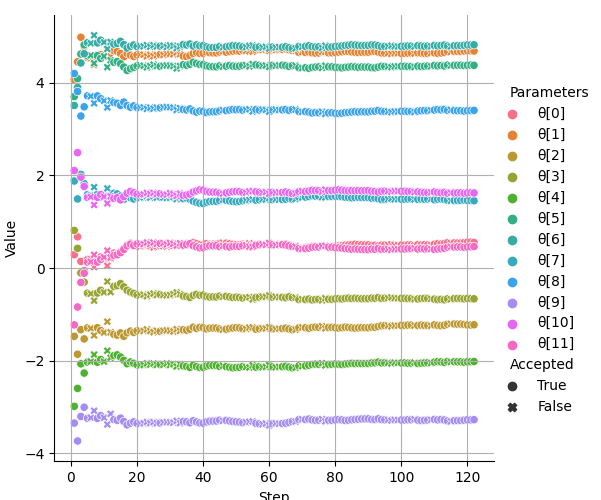 4
2
0
−2
−4
Value
0
20
40
60
80
100
120
Step
Parameters
θ[0]
θ[1]
θ[2]
θ[3]
θ[4]
θ[5]
θ[6]
θ[7]
θ[8]
θ[9]
θ[10]
θ[11]
Accepted
True
False